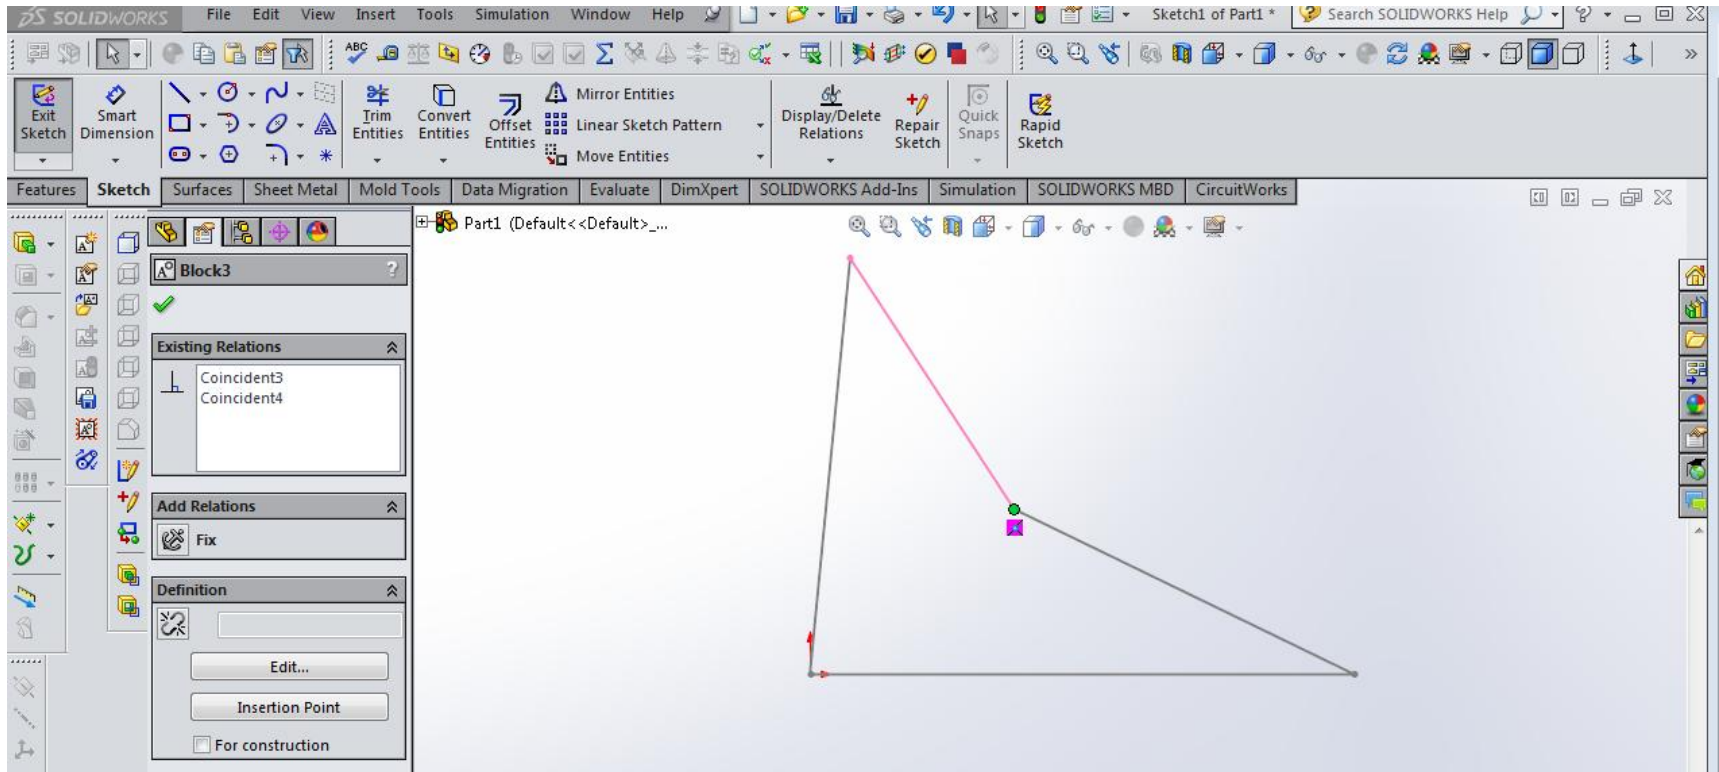 SOLIDWORKS File Edit View Insert Tools Simulation Window Help Sketch1 of Part1 * Search SOLIDWORKS Help
ABC
Exit Sketch
Smart Dimension
Trim Entities
Convert Entities
Offset Entities
Mirror Entities
Linear Sketch Pattern
Move Entities
Display/Delete Relations
Repair Sketch
Quick Snaps
Rapid Sketch
Features Sketch Surfaces Sheet Metal Mold Tools Data Migration Evaluate DimXpert SOLIDWORKS Add-Ins Simulation SOLIDWORKS MBD CircuitWorks
Part1 (Default<<Default>_...
Block3 ?
Existing Relations
Coincident3
Coincident4
Add Relations
Fix
Definition
Edit...
Insertion Point
For construction